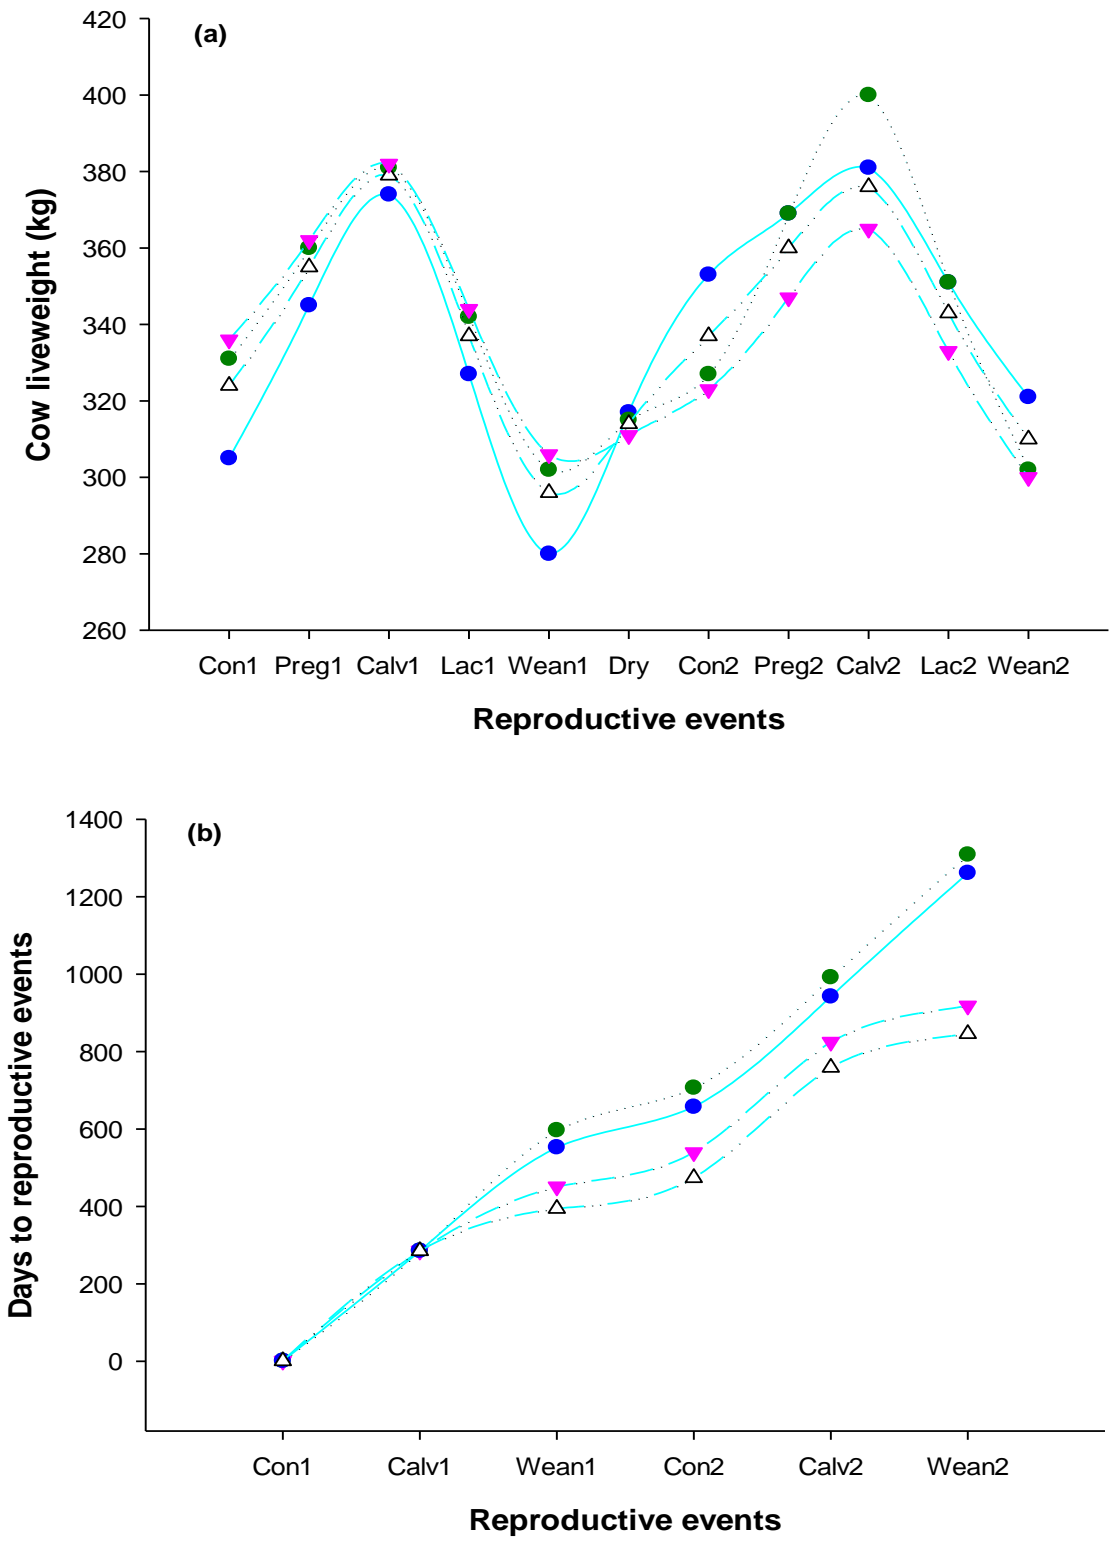 (a)
Cow liveweight (kg)
420
400
380
360
340
320
300
280
260
Con1 Preg1 Calv1 Lac1 Wean1 Dry Con2 Preg2 Calv2 Lac2 Wean2
Reproductive events
(b)
Days to reproductive events
1400
1200
1000
800
600
400
200
0
Con1 Calv1 Wean1 Con2 Calv2 Wean2
Reproductive events